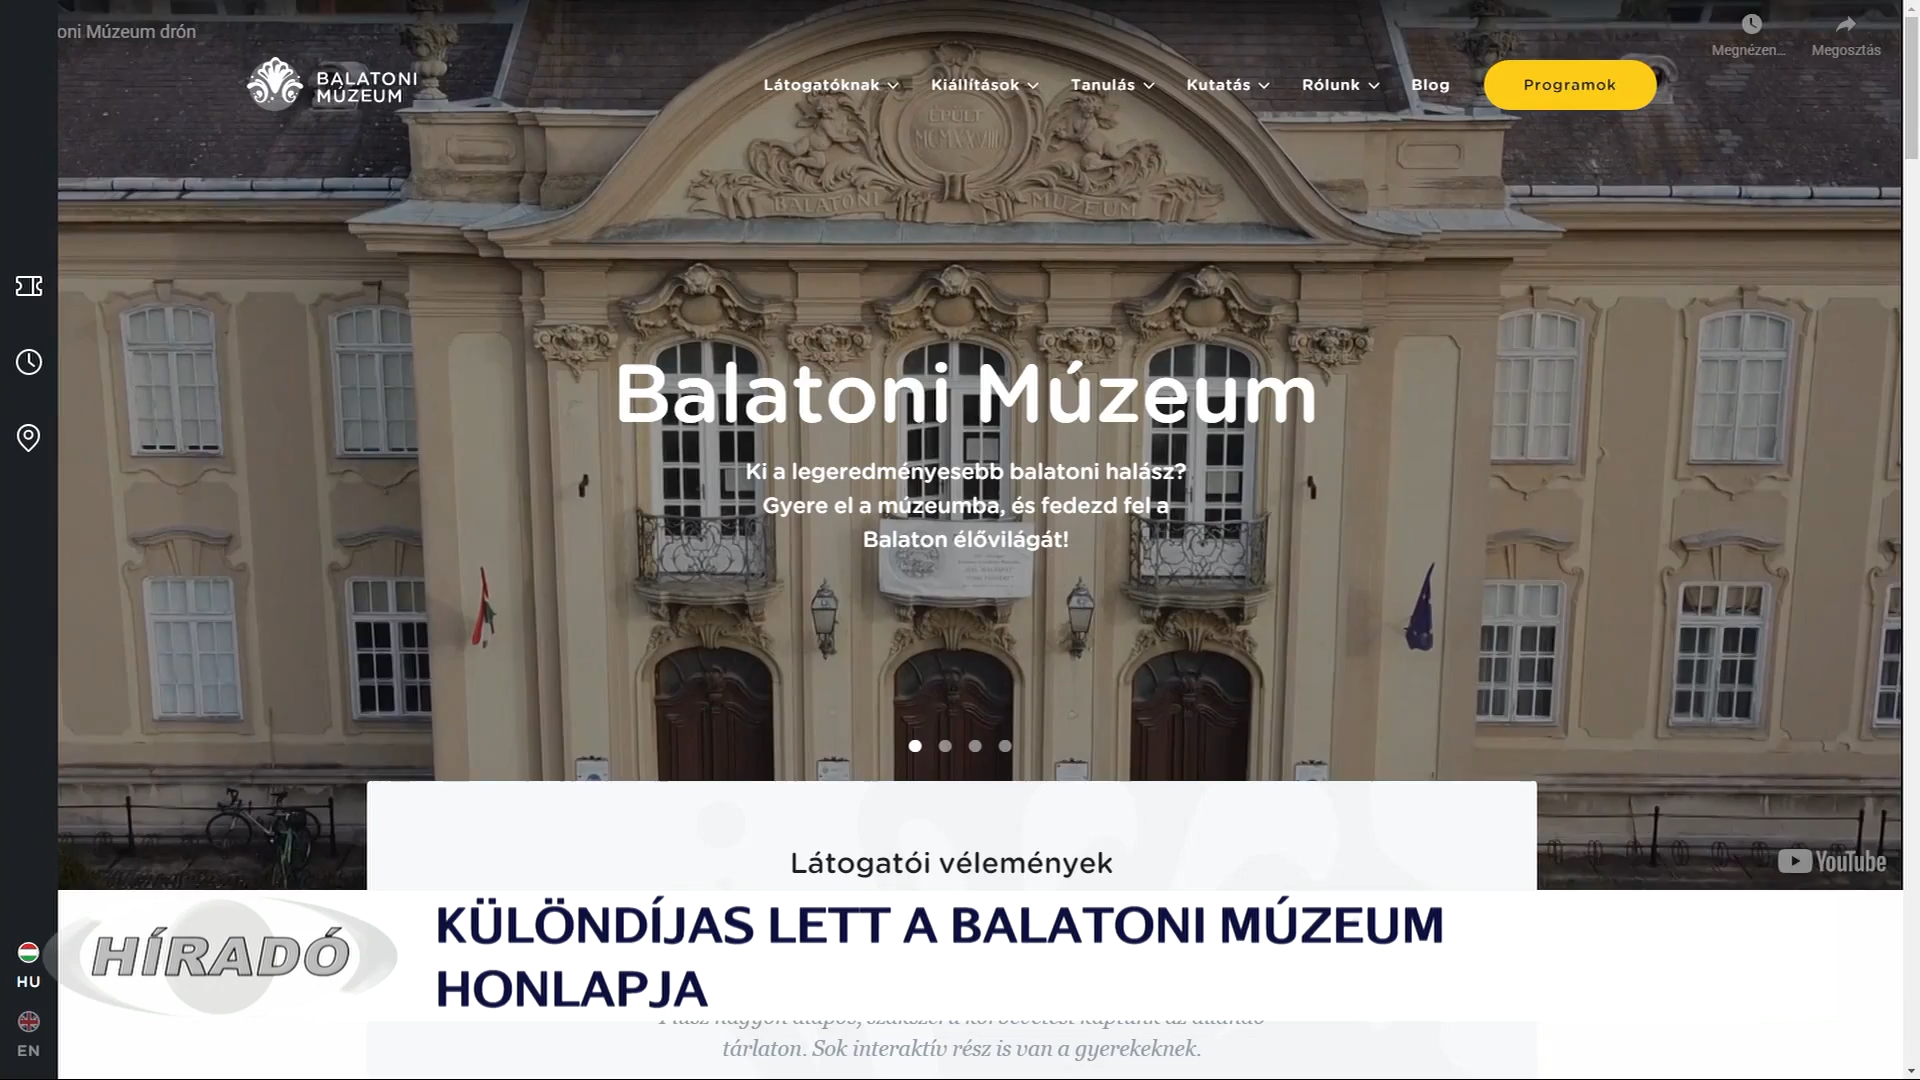 oni Múzeum drón
Megnézen...
Megosztás
BALATONI
MÚZEUM
Látogatóknak
Kiállítások
Tanulás
Kutatás
Rólunk
Blog
Programok
ÉPÜLT
MCMXXVIII
BALATONI MÚZEUM
Balatoni Múzeum
Ki a legeredményesebb balatoni halász?
Gyere el a múzeumba, és fedezd fel a
Balaton élővilágát!
YouTube
Látogatói vélemények
HÍRADÓ
KÜLÖNDÍJAS LETT A BALATONI MÚZEUM
HONLAPJA
HU
EN
tárlaton. Sok interaktív rész is van a gyerekeknek.